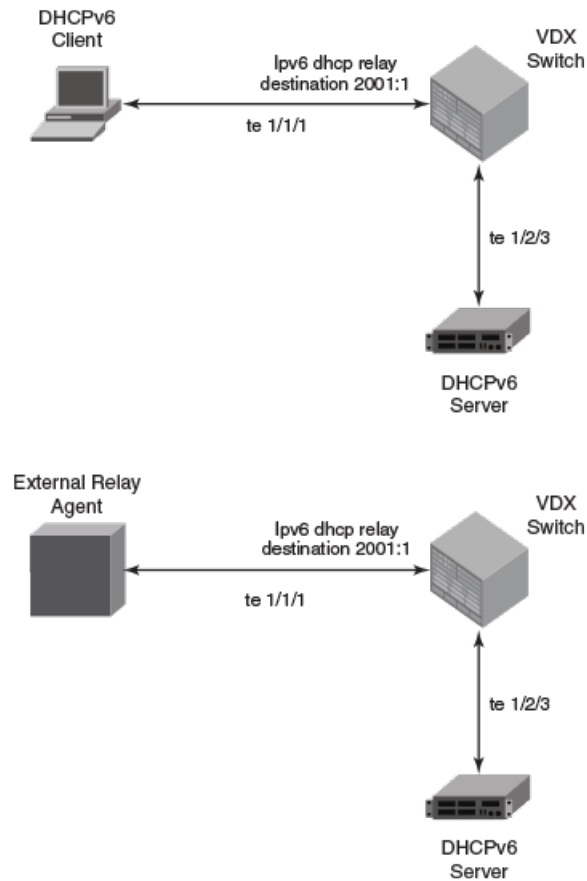 DHCPv6
Client
VDX
Switch
Ipv6 dhcp relay
destination 2001:1
te 1/1/1
te 1/2/3
DHCPv6
Server
External Relay
Agent
VDX
Switch
Ipv6 dhcp relay
destination 2001:1
te 1/1/1
te 1/2/3
DHCPv6
Server